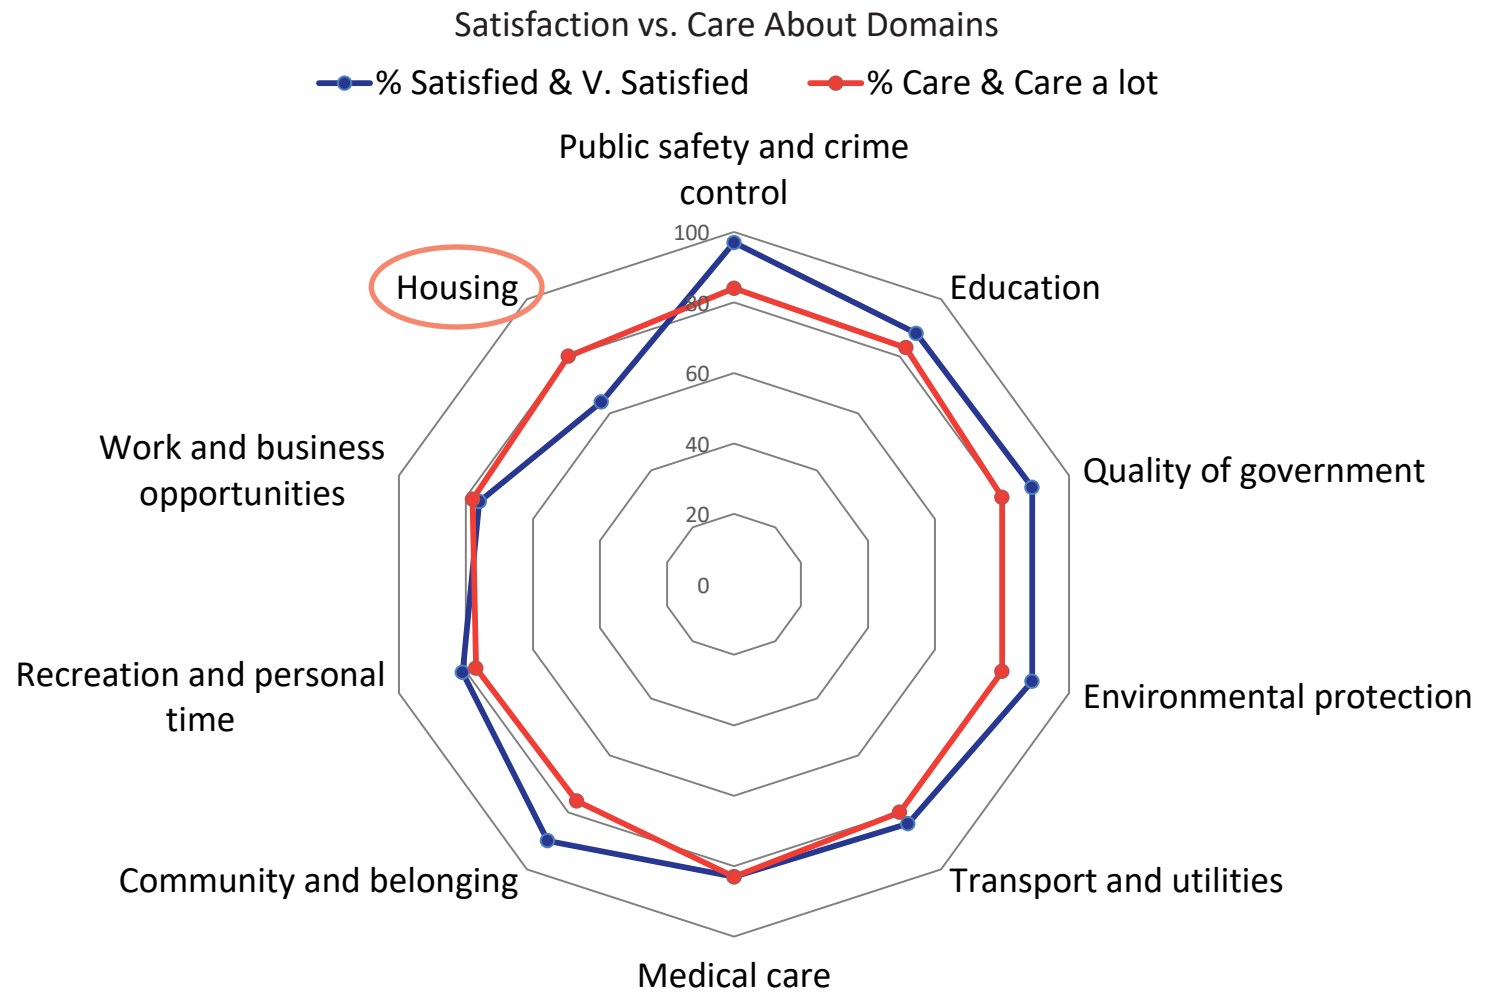 Satisfaction vs. Care About Domains
% Satisfied & V. Satisfied
% Care & Care a lot
Public safety and crime
control
100
Housing
Education
80
60
Work and business
opportunities
Quality of government
40
20
0
Recreation and personal
time
Environmental protection
Community and belonging
Transport and utilities
Medical care